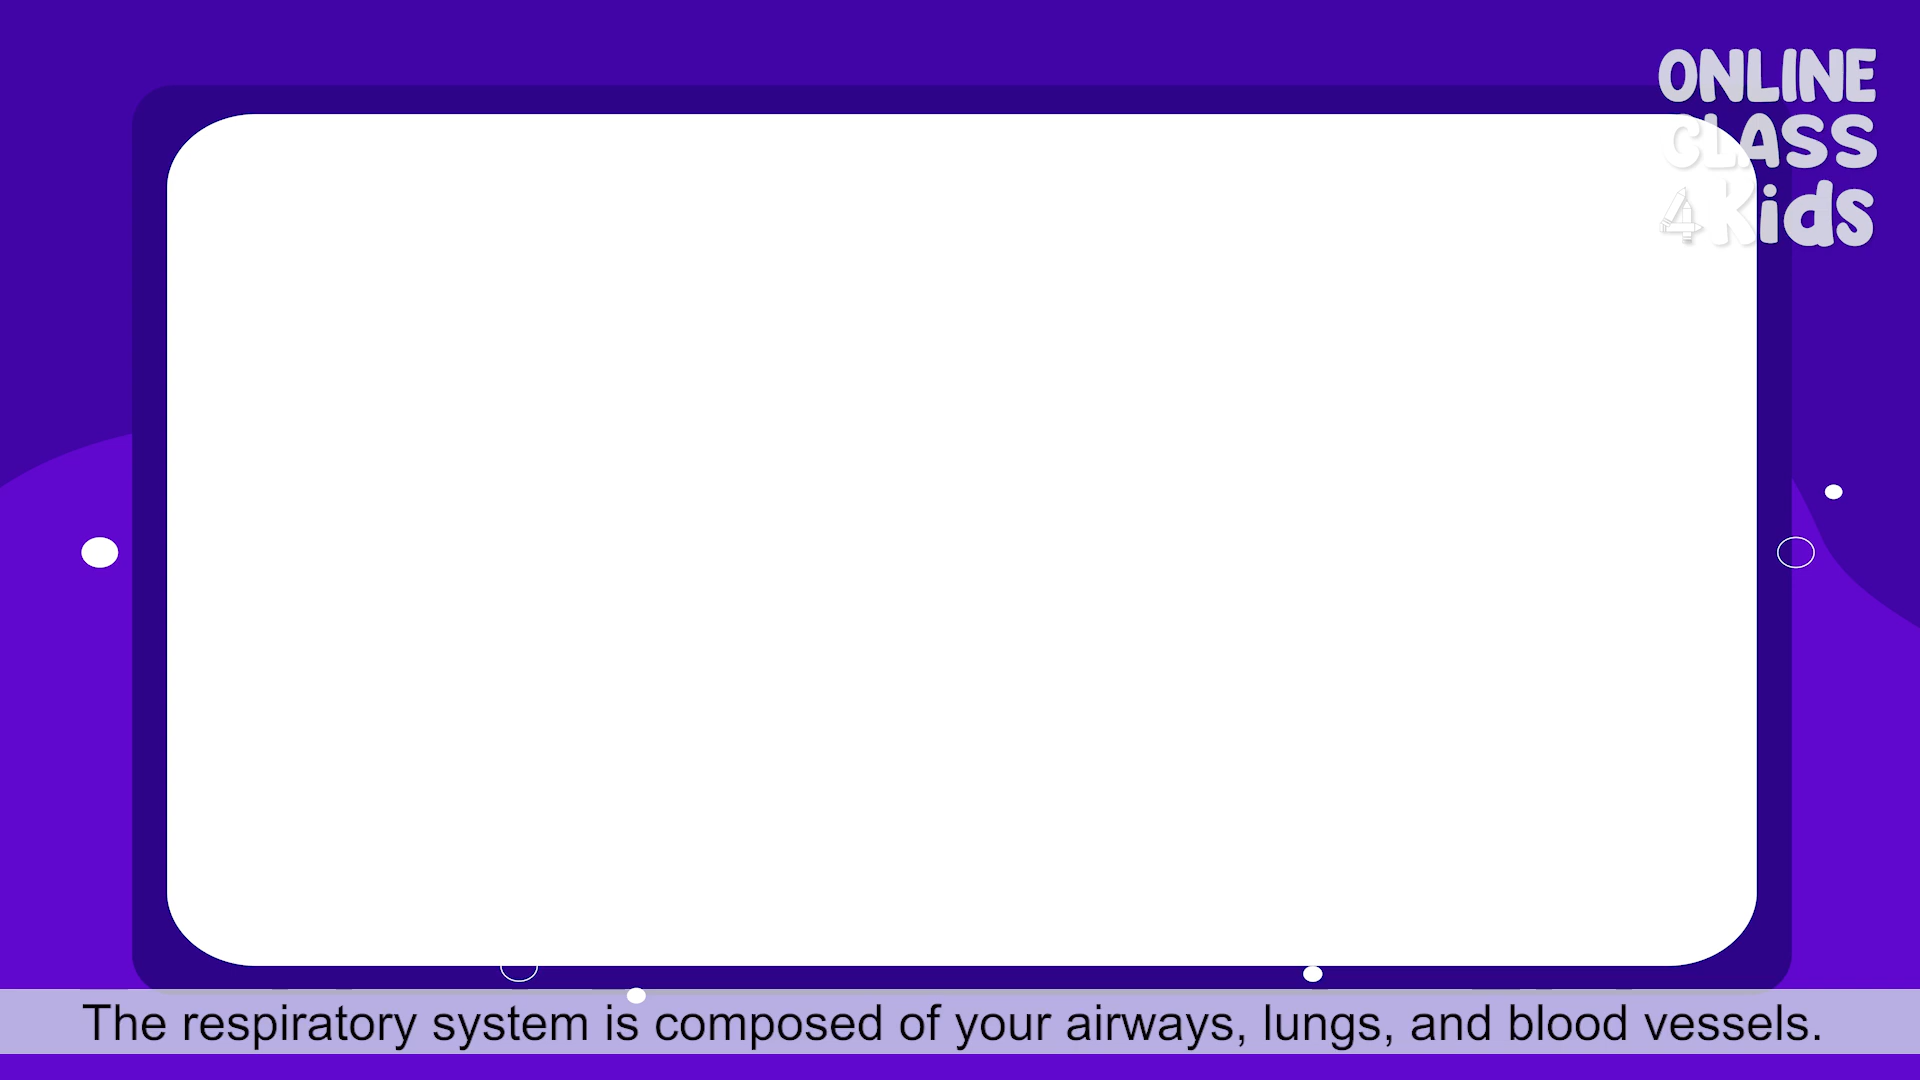 ONLINE
CLASS
4Kids
The respiratory system is composed of your airways, lungs, and blood vessels.